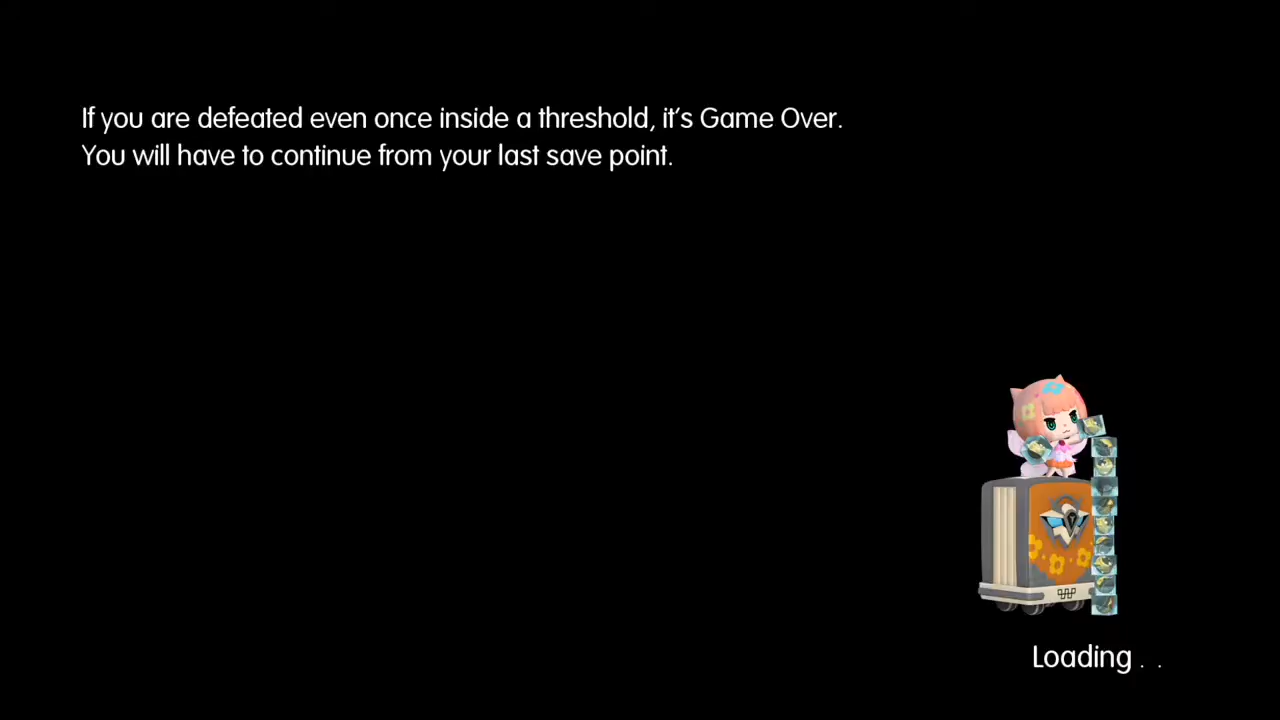 If you are defeated even once inside a threshold, it's Game Over.
You will have to continue from your last save point.
Loading . .